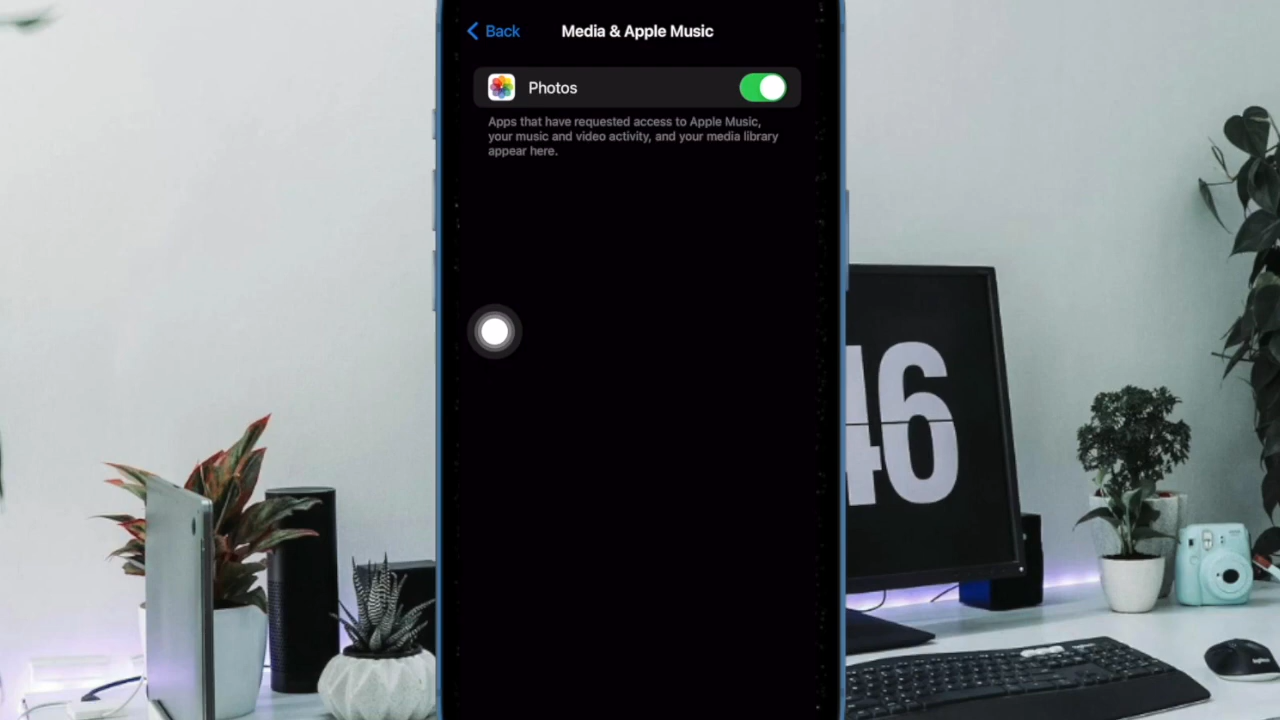 Back
Media & Apple Music
Photos
Apps that have requested access to Apple Music,
your music and video activity, and your media library
appear here.
46